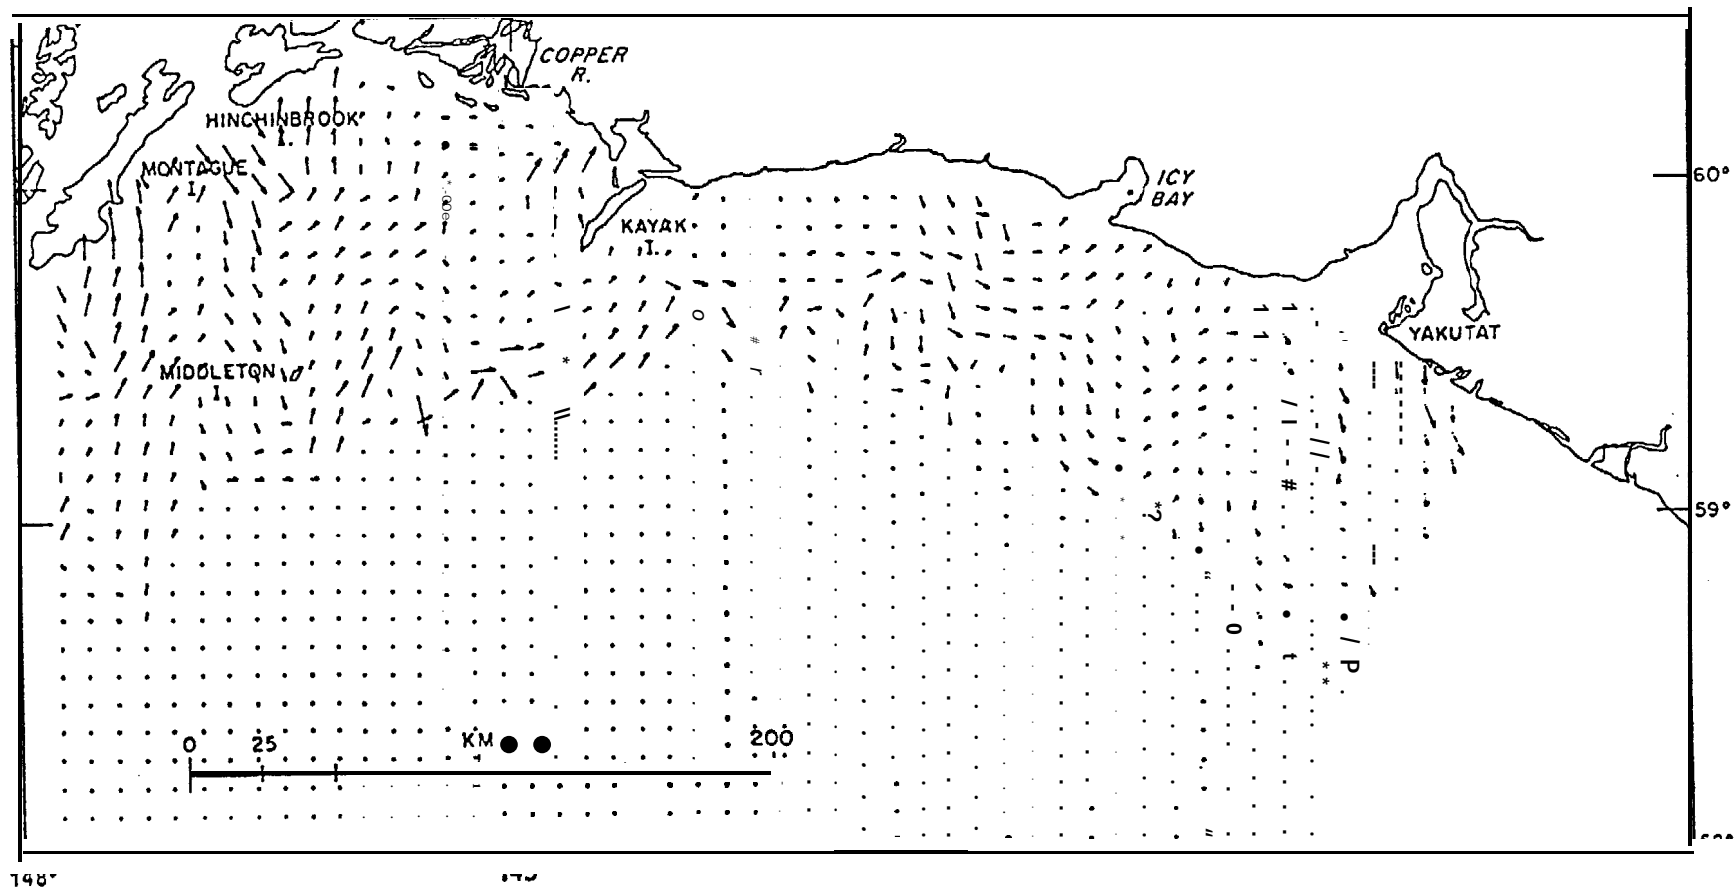 COPPER
R.
HINCHINBROOK
I.
MONTAGUE
I
60°
ICY
BAY
KAYAK
I.
YAKUTAT
MIDDLETON
I
59°
0 25 KM 200
148°